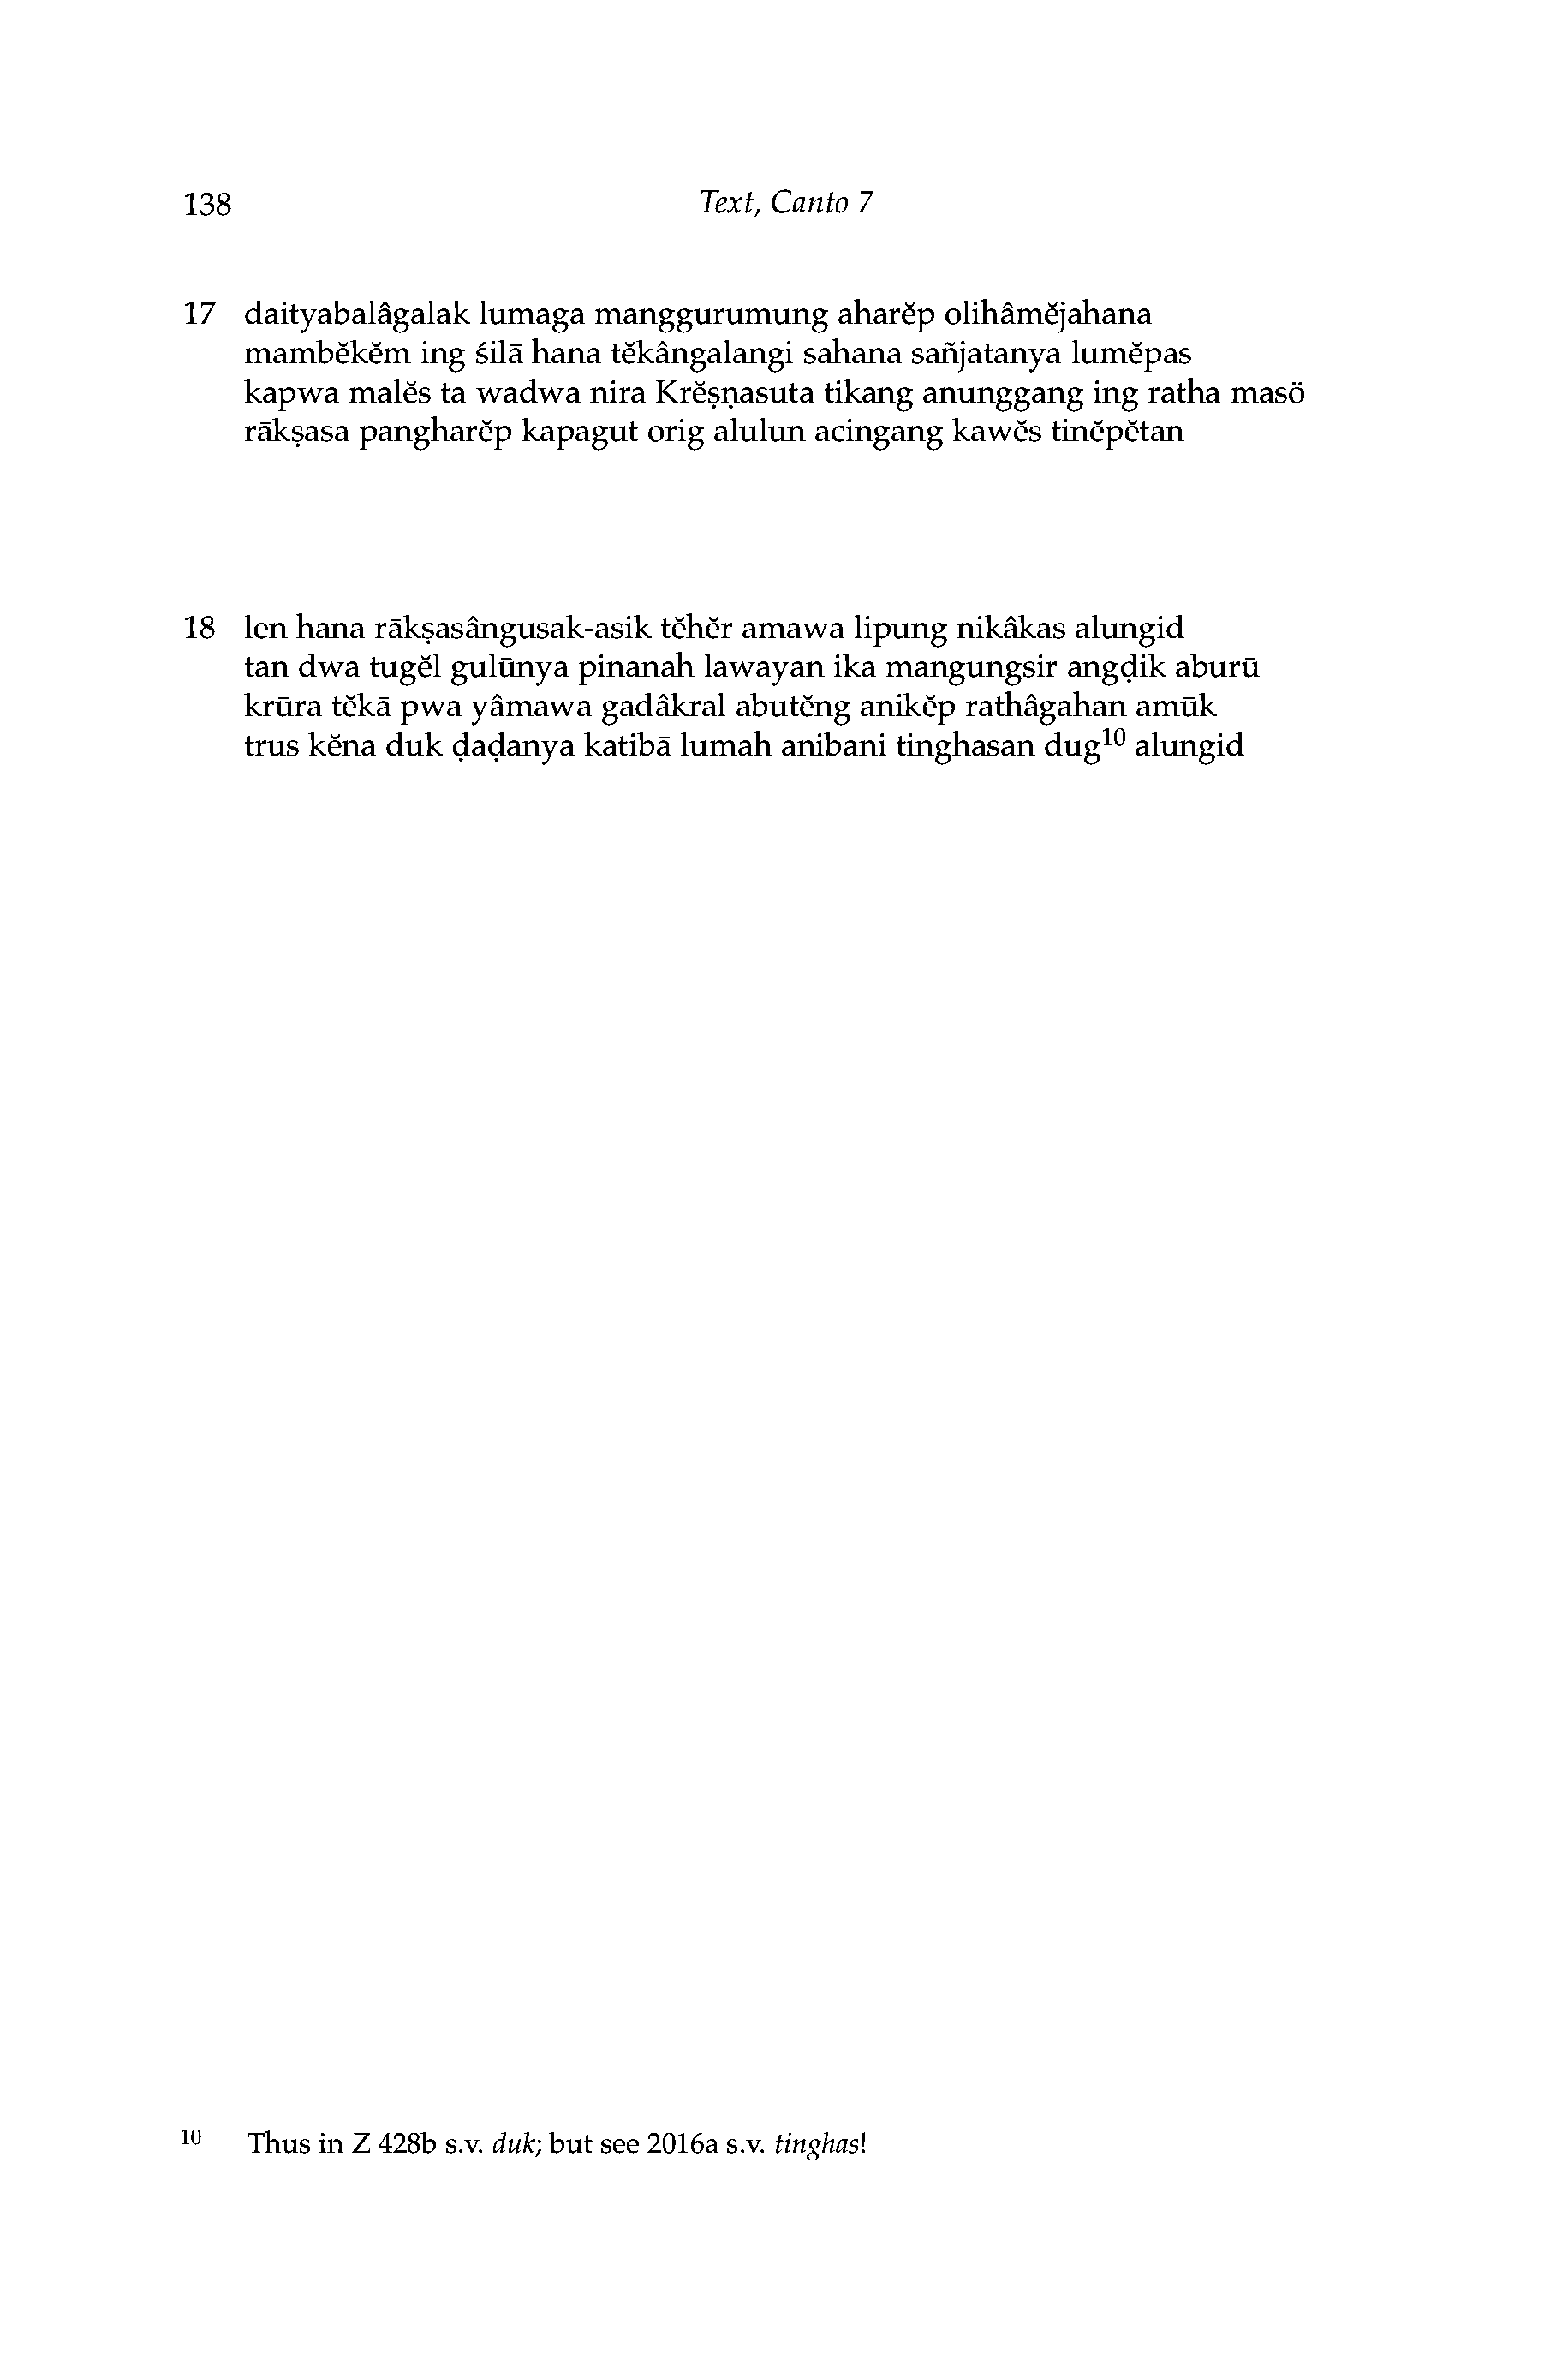 138 Text, Canto 7
17 daityabalâgalak lumaga manggurumung aharĕp olihâmĕjahana
mambĕkĕm ing śilā hana tĕkângalangi sahana sañjatanya lumĕpas
kapwa malĕs ta wadwa nira Krĕṣṇasuta tikang anunggang ing ratha masö
rākṣasa pangharĕp kapagut orig alulun acingang kawĕs tinĕpĕtan
18 len hana rākṣasângusak-asik tĕhĕr amawa lipung nikâkas alungid
tan dwa tugĕl gulūnya pinanah lawayan ika mangungsir angḍik aburū
krūra tĕkā pwa yâmawa gadâkral abutĕng anikĕp rathâgahan amūk
trus kĕna duk ḍaḍanya katibā lumah anibani tinghasan dug¹⁰ alungid
¹⁰ Thus in Z 428b s.v. duk; but see 2016a s.v. tinghas!